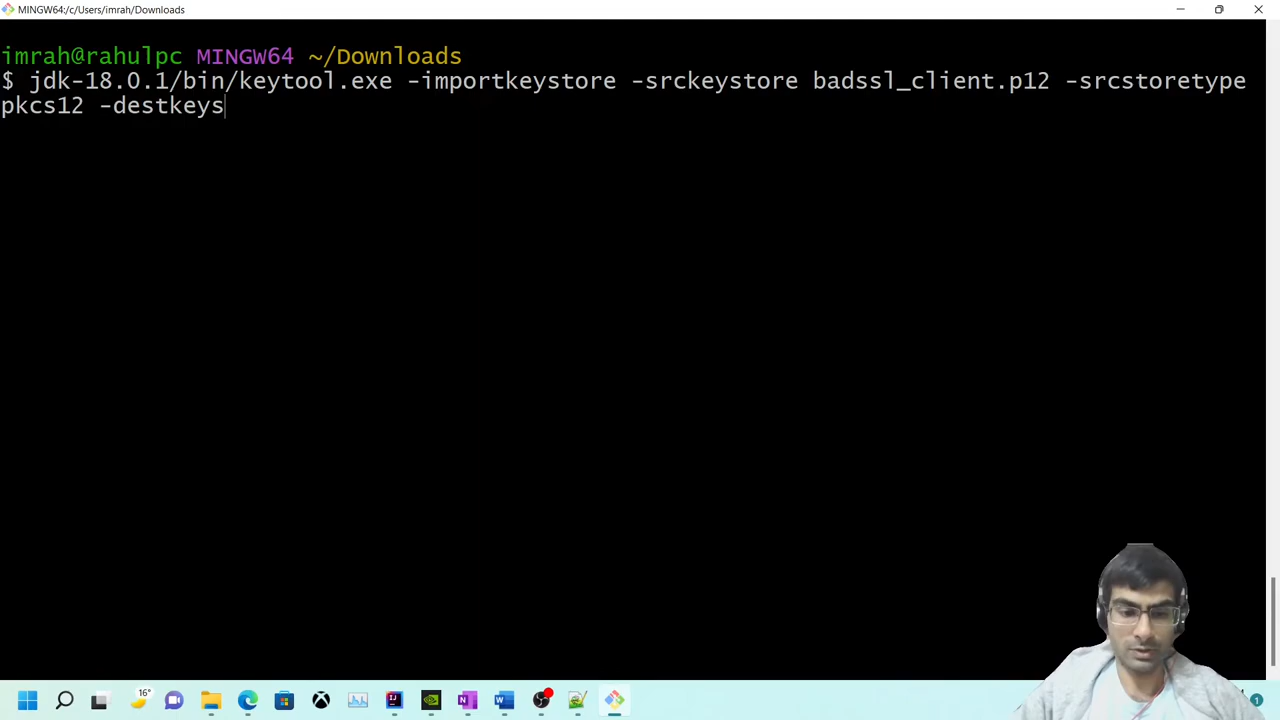 MINGW64:/c/Users/imrah/Downloads
imrah@rahulpc MINGW64 ~/Downloads
$ jdk-18.0.1/bin/keytool.exe -importkeystore -srckeystore badssl_client.p12 -srcstoretype
pkcs12 -destkeys
16°
1